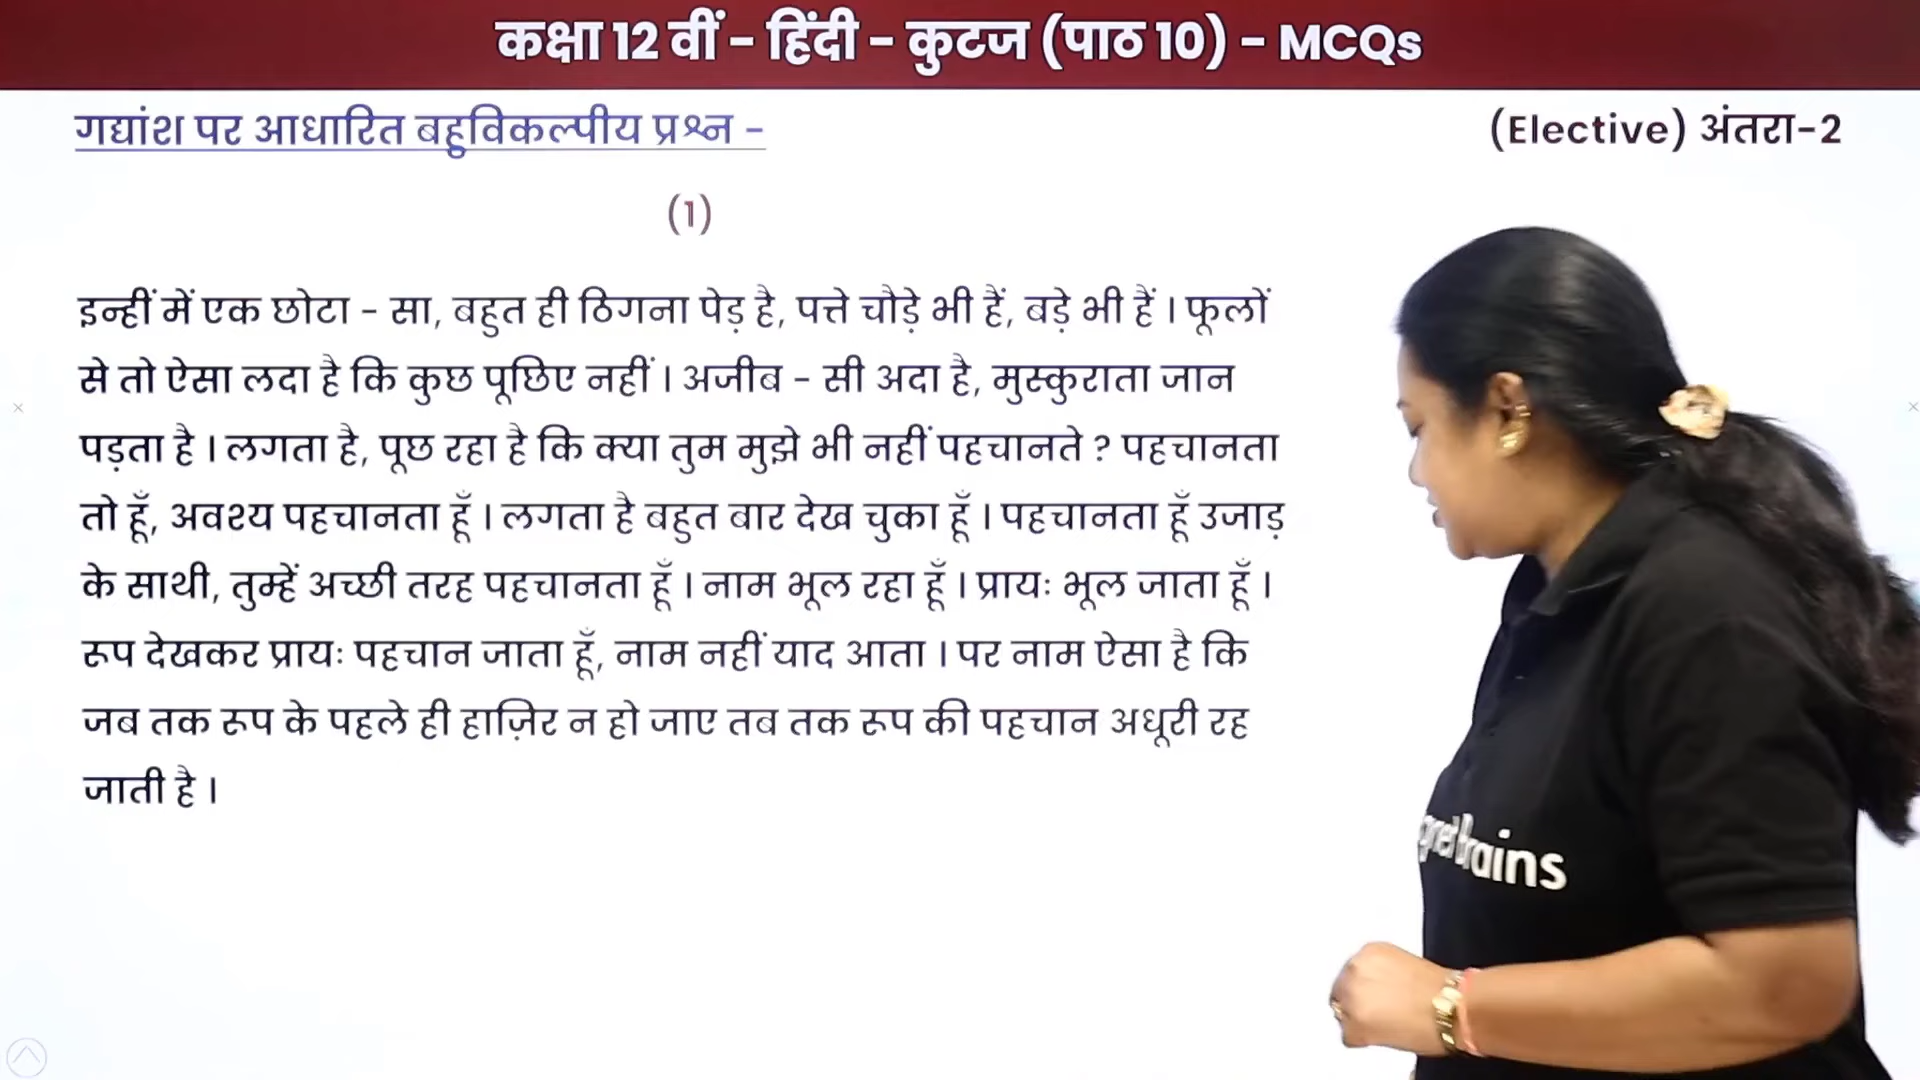 कक्षा 12 वीं - हिंदी - कुटज (पाठ 10) - MCQs
गद्यांश पर आधारित बहुविकल्पीय प्रश्न -
(Elective) अंतरा-2
(1)
इन्हीं में एक छोटा - सा, बहुत ही ठिगना पेड़ है, पत्ते चौड़े भी हैं, बड़े भी हैं । फूलों
से तो ऐसा लदा है कि कुछ पूछिए नहीं । अजीब - सी अदा है, मुस्कुराता जान
पड़ता है । लगता है, पूछ रहा है कि क्या तुम मुझे भी नहीं पहचानते ? पहचानता
तो हूँ, अवश्य पहचानता हूँ । लगता है बहुत बार देख चुका हूँ । पहचानता हूँ उजाड़
के साथी, तुम्हें अच्छी तरह पहचानता हूँ । नाम भूल रहा हूँ । प्रायः भूल जाता हूँ ।
रूप देखकर प्रायः पहचान जाता हूँ, नाम नहीं याद आता । पर नाम ऐसा है कि
जब तक रूप के पहले ही हाज़िर न हो जाए तब तक रूप की पहचान अधूरी रह
जाती है ।